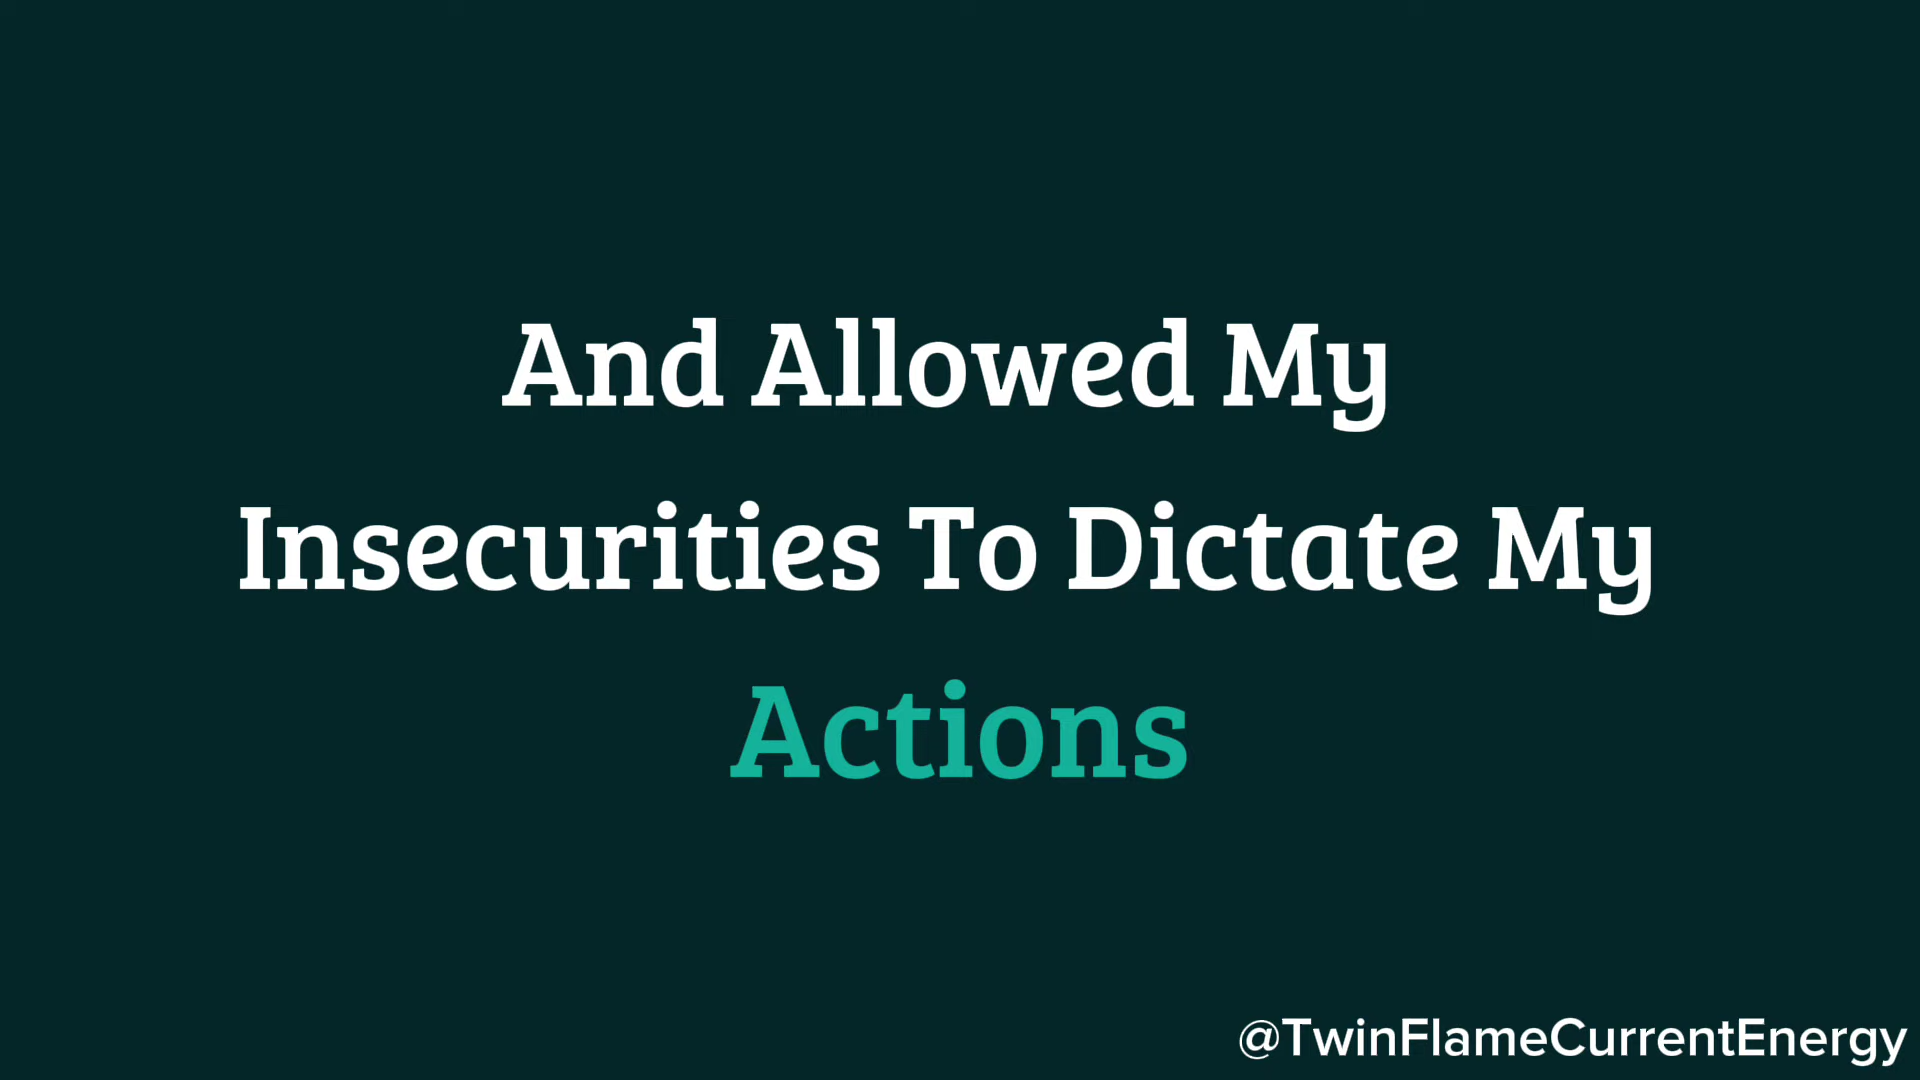 And Allowed My
Insecurities To Dictate My
Actions
@TwinFlameCurrentEnergy